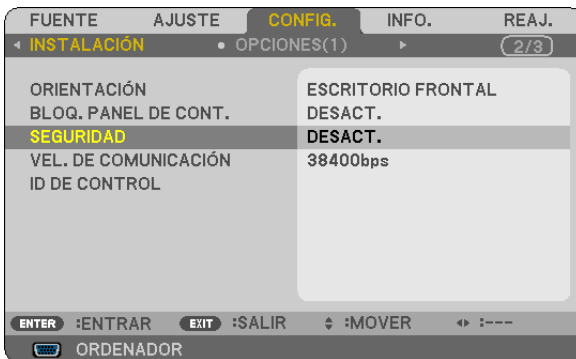 FUENTE AJUSTE CONFIG. INFO. REAJ.
INSTALACIÓN • OPCIONES(1) 2/3
ORIENTACIÓN ESCRITORIO FRONTAL
BLOQ. PANEL DE CONT. DESACT.
SEGURIDAD DESACT.
VEL. DE COMUNICACIÓN 38400bps
ID DE CONTROL
ENTER :ENTRAR EXIT :SALIR :MOVER :---
ORDENADOR